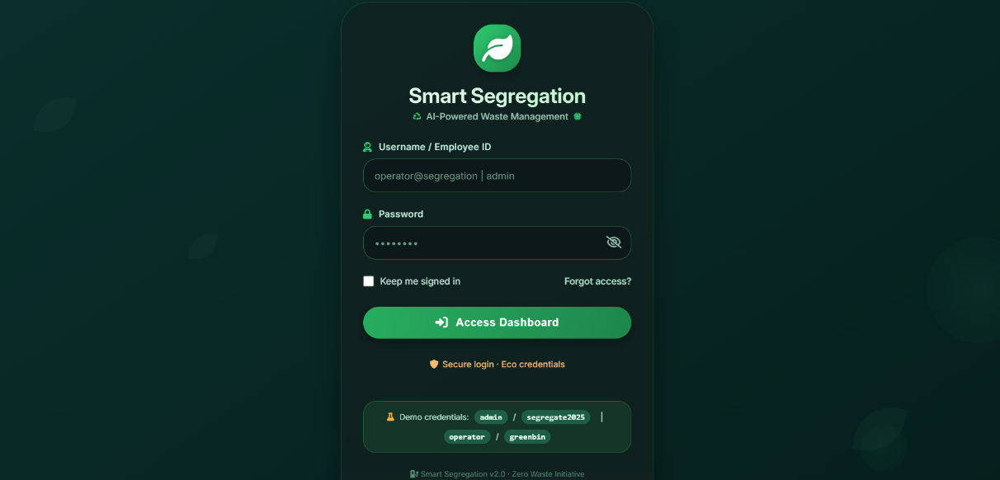 Smart Segregation
AI-Powered Waste Management
Username / Employee ID
operator@segregation | admin
Password
••••••••
Keep me signed in
Forgot access?
Access Dashboard
Secure login · Eco credentials
Demo credentials: admin / segregate2025 |
operator / greenbin
Smart Segregation v2.0 · Zero Waste Initiative